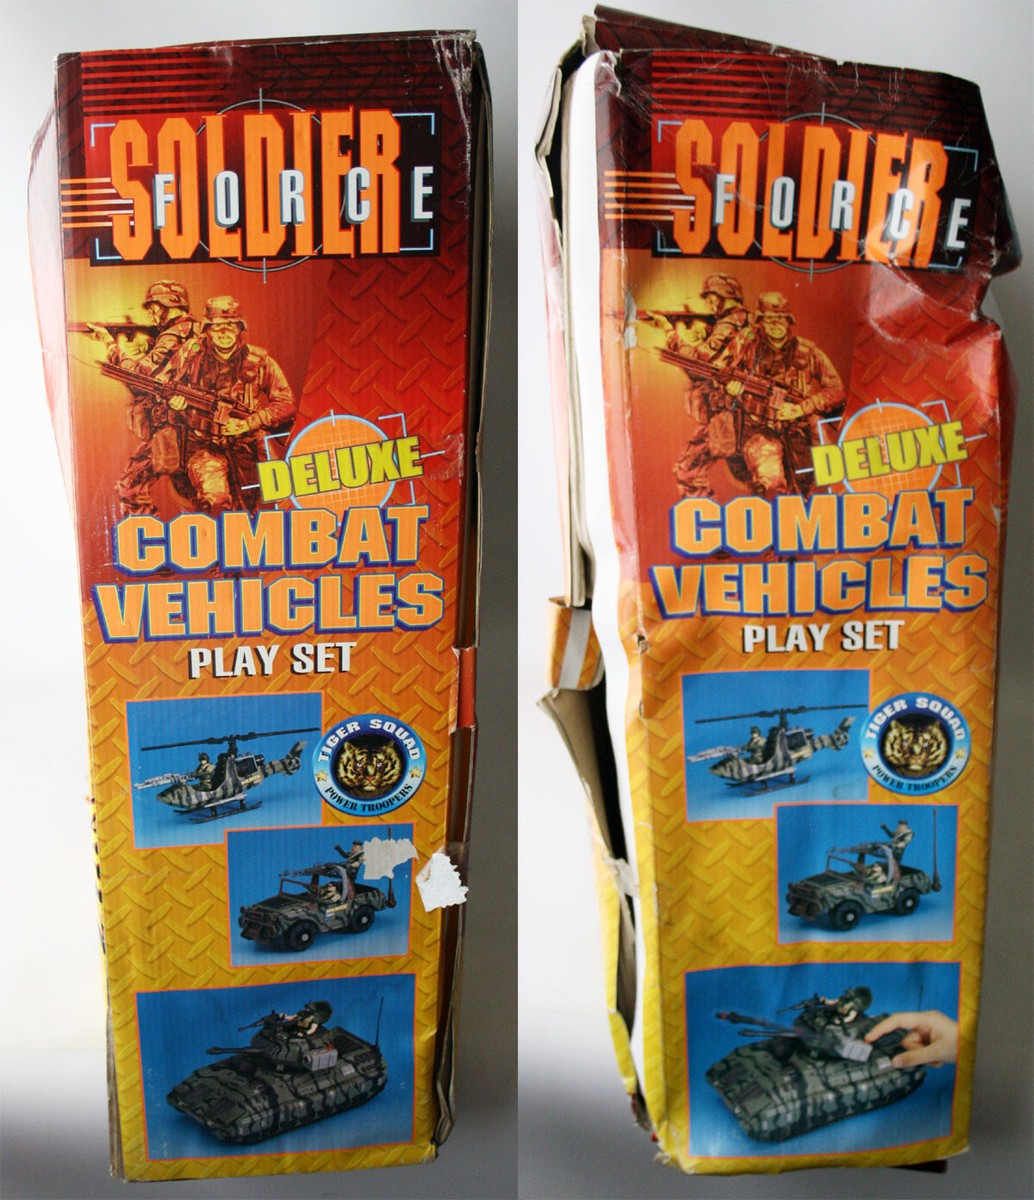 SOLDIER
FORCE
DELUXE
COMBAT
VEHICLES
PLAY SET
TIGER SQUAD
POWER TROOPERS
SOLDIER
FORCE
DELUXE
COMBAT
VEHICLES
PLAY SET
TIGER SQUAD
POWER TROOPERS